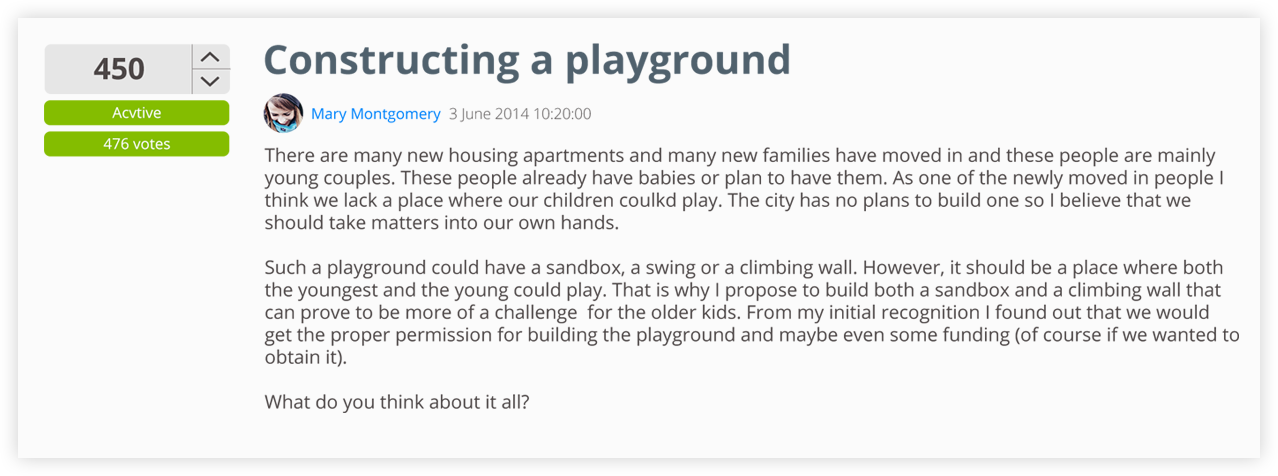 450
Acvtive
476 votes
Constructing a playground
Mary Montgomery 3 June 2014 10:20:00
There are many new housing apartments and many new families have moved in and these people are mainly
young couples. These people already have babies or plan to have them. As one of the newly moved in people I
think we lack a place where our children coulkd play. The city has no plans to build one so I believe that we
should take matters into our own hands.
Such a playground could have a sandbox, a swing or a climbing wall. However, it should be a place where both
the youngest and the young could play. That is why I propose to build both a sandbox and a climbing wall that
can prove to be more of a challenge  for the older kids. From my initial recognition I found out that we would
get the proper permission for building the playground and maybe even some funding (of course if we wanted to
obtain it).
What do you think about it all?